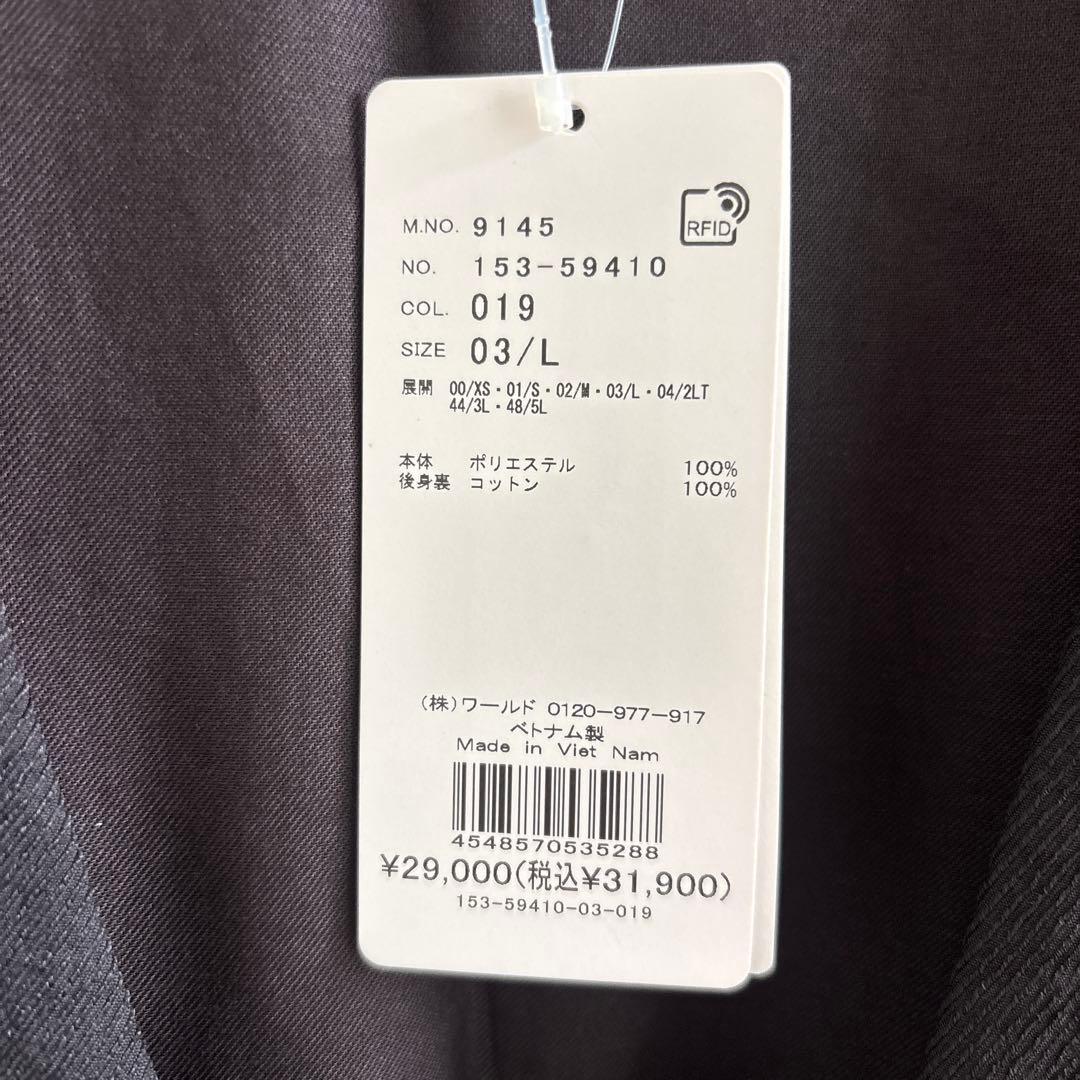 RFID
M.NO. 9145
NO. 153-59410
COL. 019
SIZE 03/L
展開 00/XS・01/S・02/M・03/L・04/2LT
44/3L・48/5L
本体 ポリエステル 100%
後身裏 コットン 100%
(株)ワールド 0120-977-917
ベトナム製
Made in Viet Nam
4548570535288
¥29,000(税込¥31,900)
153-59410-03-019